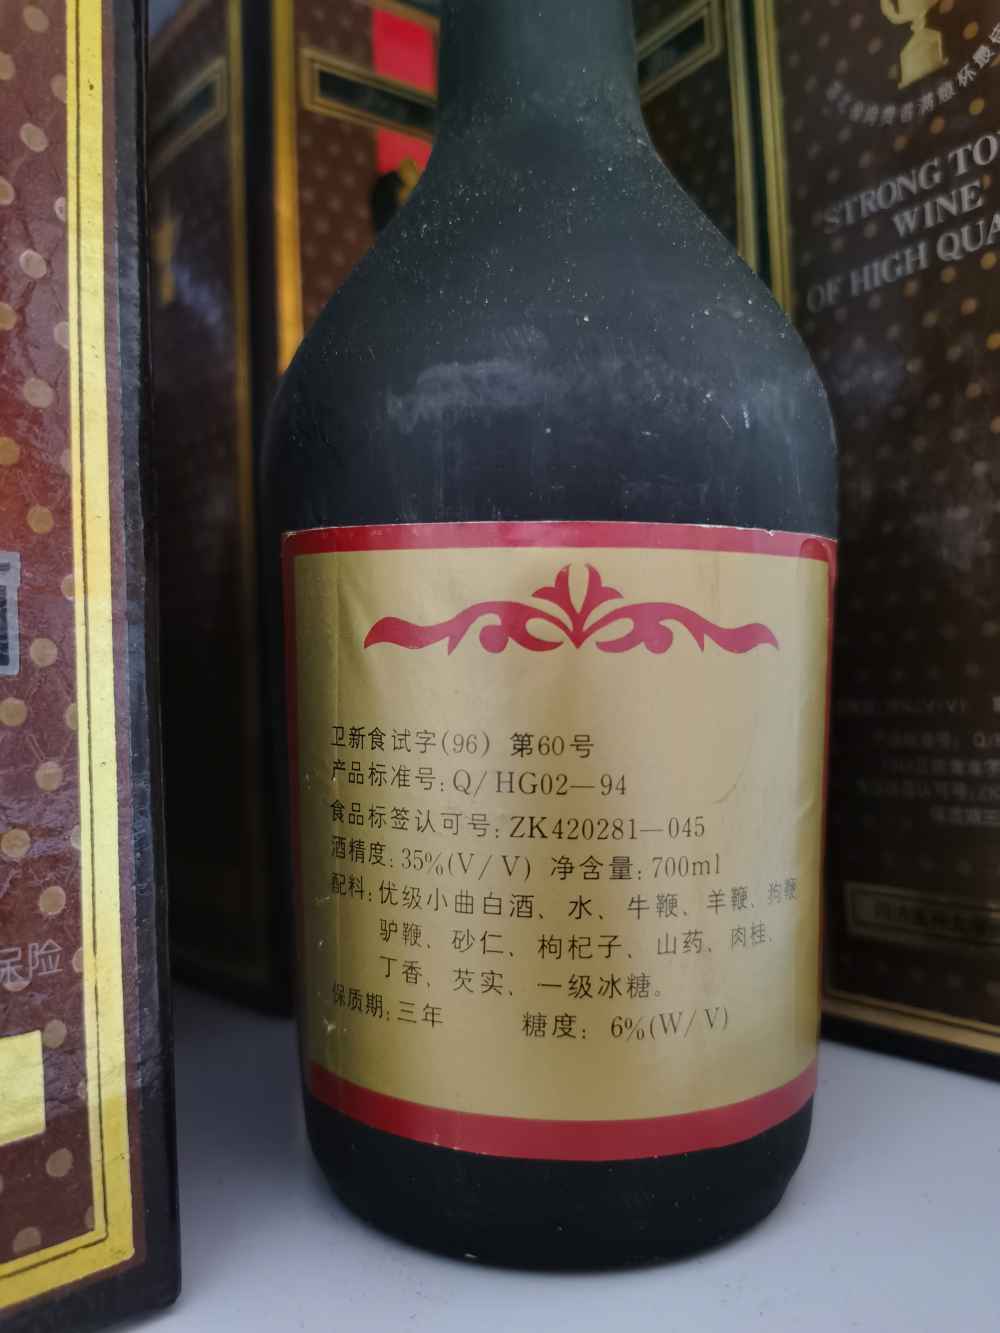 STRONG TO
WINE
OF HIGH QUA
卫新食试字(96) 第60号
产品标准号:Q/HG02—94
食品标签认可号:ZK420281—045
酒精度:35%(V/V) 净含量:700ml
配料:优级小曲白酒、水、牛鞭、羊鞭、狗鞭、
驴鞭、砂仁、枸杞子、山药、肉桂、
丁香、芡实、一级冰糖。
保质期:三年 糖度: 6%(W/V)
保险